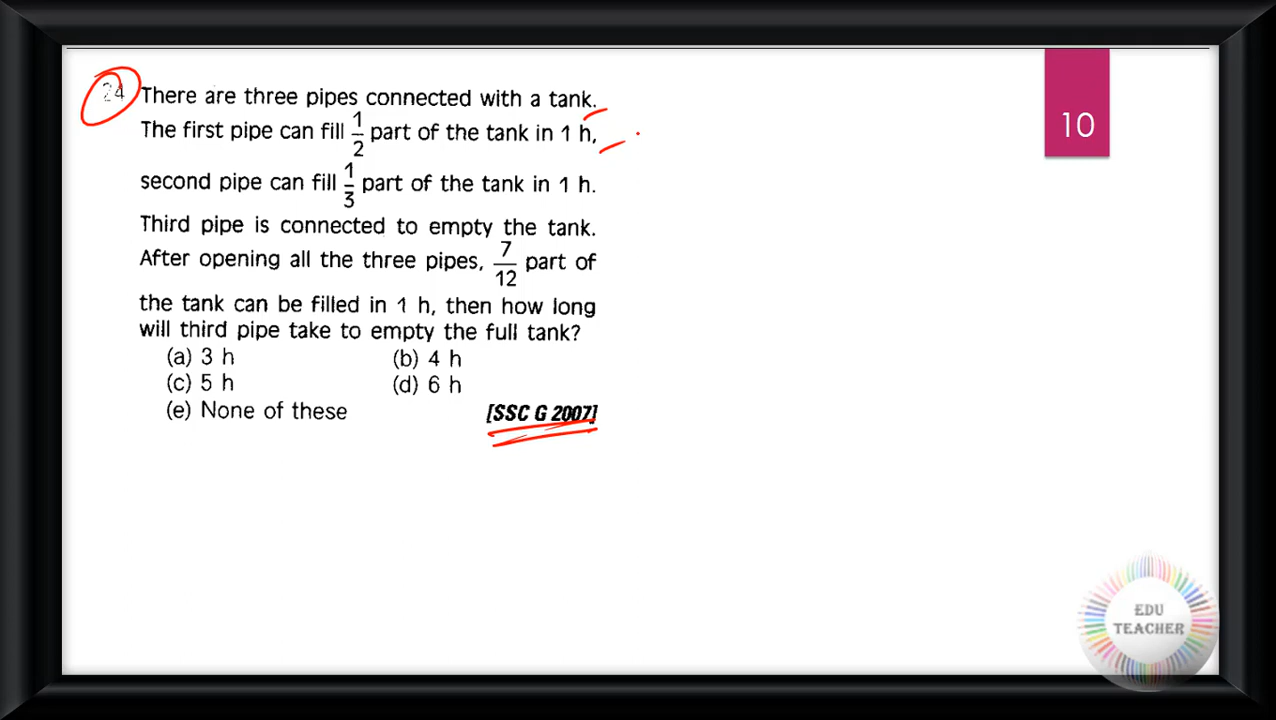 10
24 There are three pipes connected with a tank.
The first pipe can fill 1/2 part of the tank in 1 h,
second pipe can fill 1/3 part of the tank in 1 h.
Third pipe is connected to empty the tank.
After opening all the three pipes, 7/12 part of
the tank can be filled in 1 h, then how long
will third pipe take to empty the full tank?
(a) 3 h (b) 4 h
(c) 5 h (d) 6 h
(e) None of these [SSC G 2007]
EDU
TEACHER